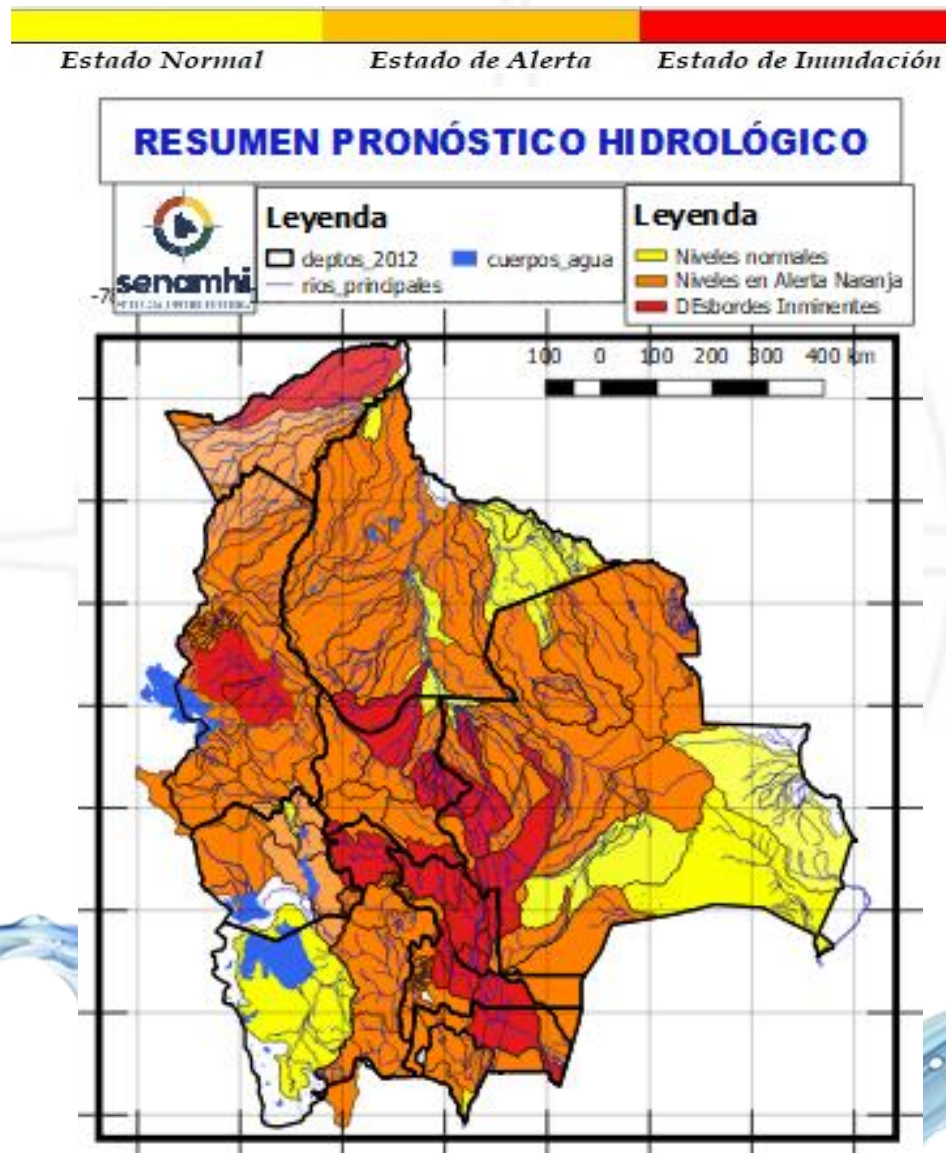 Estado Normal Estado de Alerta Estado de Inundación
RESUMEN PRONÓSTICO HIDROLÓGICO
senamhi
Leyenda
deptos_2012 cuerpos_agua
rios_principales
Leyenda
Niveles normales
Niveles en Alerta Naranja
DEsbordes Inminentes
100 0 100 200 300 400 km